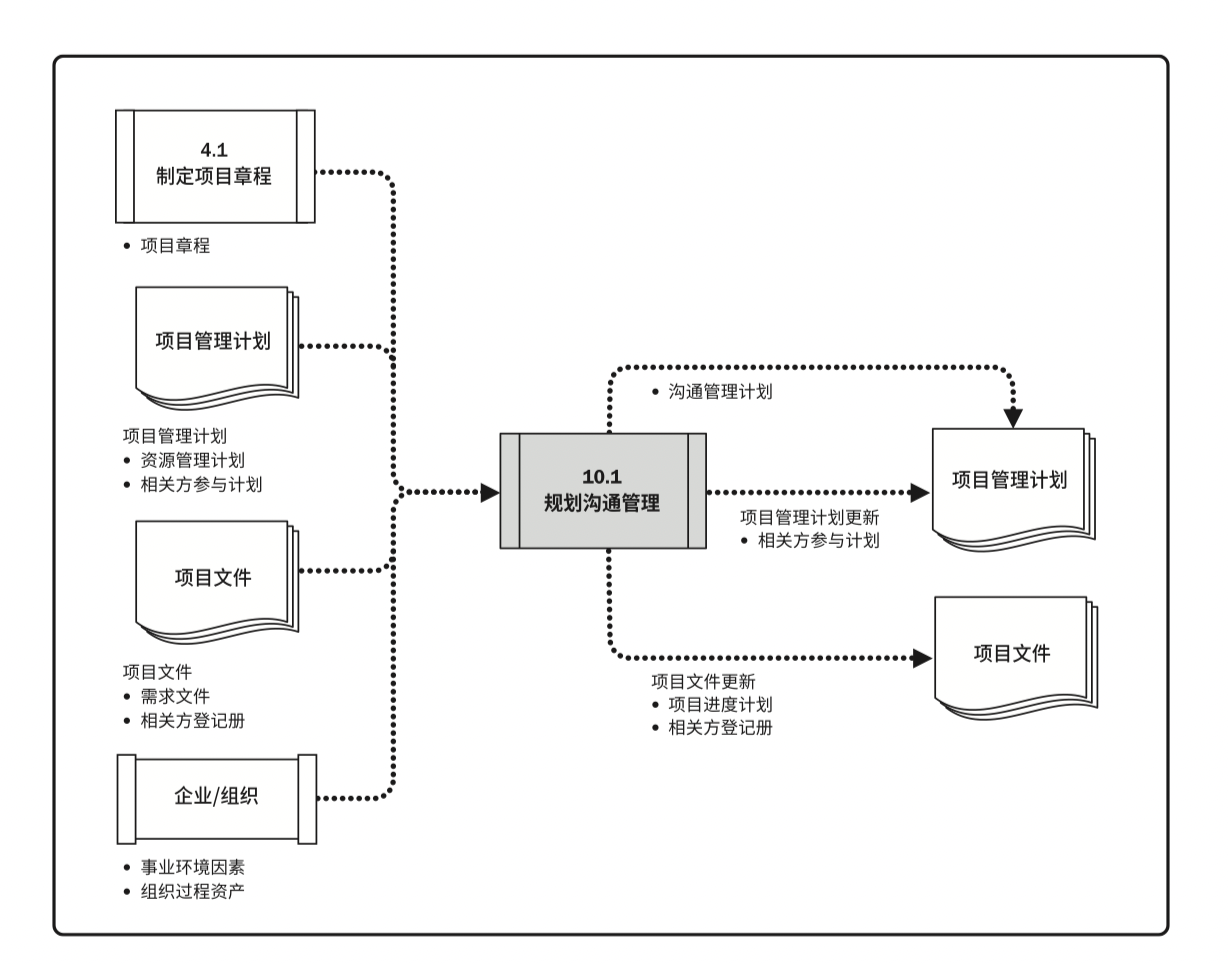 4.1
制定项目章程
• 项目章程
项目管理计划
项目管理计划
• 资源管理计划
• 相关方参与计划
项目文件
项目文件
• 需求文件
• 相关方登记册
企业/组织
• 事业环境因素
• 组织过程资产
10.1
规划沟通管理
• 沟通管理计划
项目管理计划更新
• 相关方参与计划
项目文件更新
• 项目进度计划
• 相关方登记册
项目管理计划
项目文件